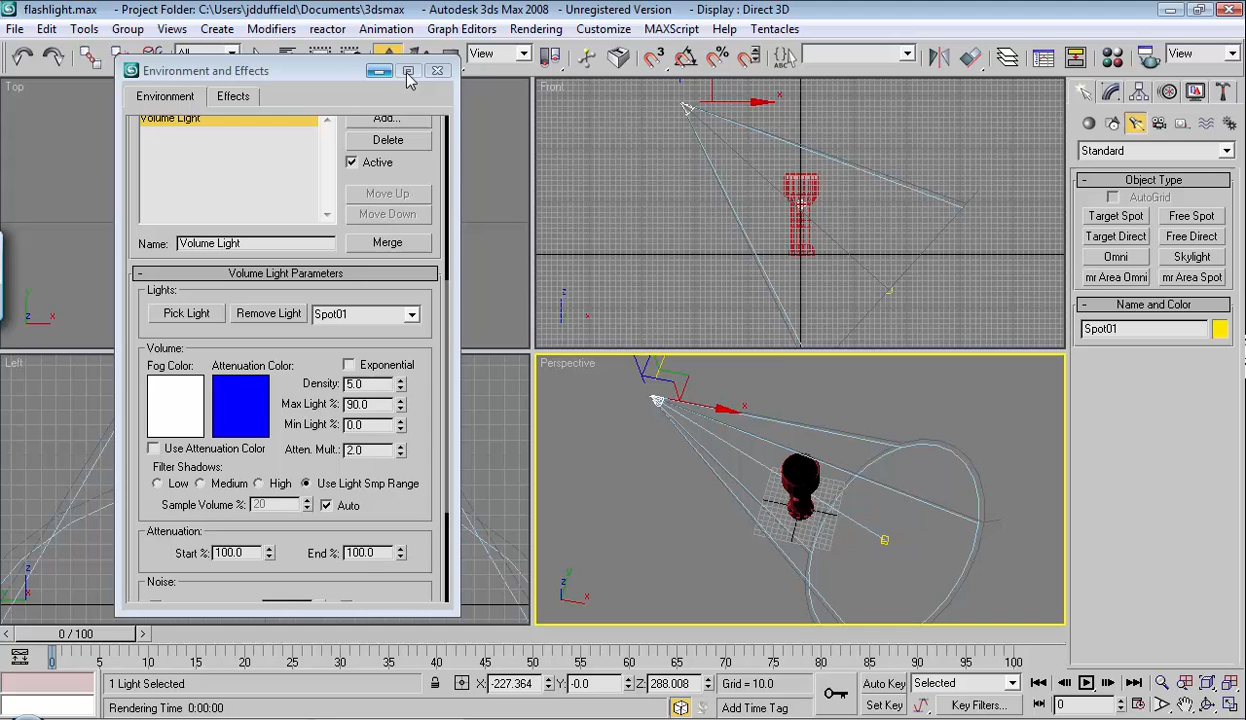 flashlight.max - Project Folder: C:\Users\jdduffield\Documents\3dsmax - Autodesk 3ds Max 2008 - Unregistered Version - Display : Direct 3D
File Edit Tools Group Views Create Modifiers reactor Animation Graph Editors Rendering Customize MAXScript Help Tentacles
View View
Top
Front
Environment and Effects
Environment Effects
Volume Light
Add...
Delete
Active
Move Up
Move Down
Name: Volume Light Merge
- Volume Light Parameters
Lights:
Pick Light Remove Light Spot01
Volume:
Fog Color: Attenuation Color: Exponential
Density: 5.0
Max Light %: 90.0
Min Light %: 0.0
Use Attenuation Color Atten. Mult.: 2.0
Filter Shadows:
Low Medium High Use Light Smp Range
Sample Volume %: 20 Auto
Attenuation:
Start %: 100.0 End %: 100.0
Noise:
Left
Perspective
x
z
x
x
z
y
x
z
x
y
Standard
- Object Type
AutoGrid
Target Spot Free Spot
Target Direct Free Direct
Omni Skylight
mr Area Omni mr Area Spot
- Name and Color
Spot01
< 0 / 100 >
0 5 10 15 20 25 30 35 40 45 50 55 60 65 70 75 80 85 90 95 100
1 Light Selected X: -227.364 Y: -0.0 Z: 288.008 Grid = 10.0 Auto Key Selected
Rendering Time 0:00:00 Add Time Tag Set Key Key Filters... 0